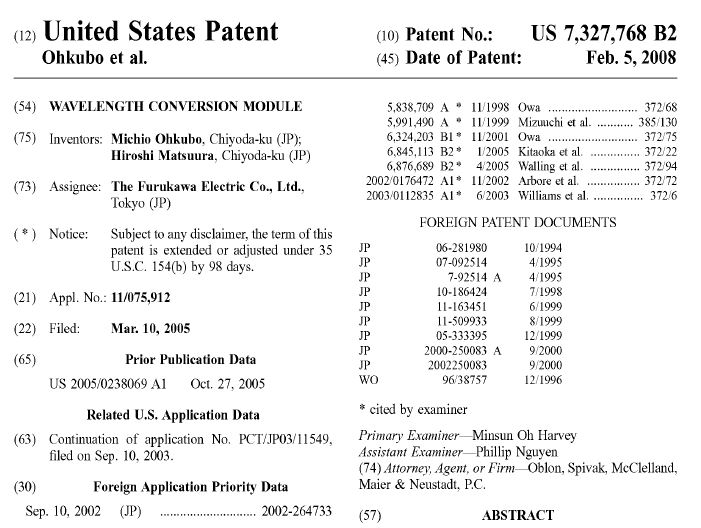 (12) United States Patent
Ohkubo et al.
(10) Patent No.: US 7,327,768 B2
(45) Date of Patent: Feb. 5, 2008
(54) WAVELENGTH CONVERSION MODULE
(75) Inventors: Michio Ohkubo, Chiyoda-ku (JP);
Hiroshi Matsuura, Chiyoda-ku (JP)
(73) Assignee: The Furukawa Electric Co., Ltd.,
Tokyo (JP)
( * ) Notice: Subject to any disclaimer, the term of this
patent is extended or adjusted under 35
U.S.C. 154(b) by 98 days.
(21) Appl. No.: 11/075,912
(22) Filed: Mar. 10, 2005
(65) Prior Publication Data
US 2005/0238069 A1 Oct. 27, 2005
Related U.S. Application Data
(63) Continuation of application No. PCT/JP03/11549,
filed on Sep. 10, 2003.
(30) Foreign Application Priority Data
Sep. 10, 2002 (JP) ............................. 2002-264733
5,838,709 A * 11/1998 Owa ........................... 372/68
5,991,490 A * 11/1999 Mizuuchi et al. ........... 385/130
6,324,203 B1 * 11/2001 Owa ........................... 372/75
6,845,113 B2 * 1/2005 Kitaoka et al. ............... 372/22
6,876,689 B2 * 4/2005 Walling et al. ............... 372/94
2002/0176472 A1 * 11/2002 Arbore et al. ................ 372/72
2003/0112835 A1 * 6/2003 Williams et al. ............... 372/6
FOREIGN PATENT DOCUMENTS
JP 06-281980 10/1994
JP 07-092514 4/1995
JP 7-92514 A 4/1995
JP 10-186424 7/1998
JP 11-163451 6/1999
JP 11-509933 8/1999
JP 05-333395 12/1999
JP 2000-250083 A 9/2000
JP 2002250083 9/2000
WO 96/38757 12/1996
* cited by examiner
Primary Examiner—Minsun Oh Harvey
Assistant Examiner—Phillip Nguyen
(74) Attorney, Agent, or Firm—Oblon, Spivak, McClelland,
Maier & Neustadt, P.C.
(57) ABSTRACT